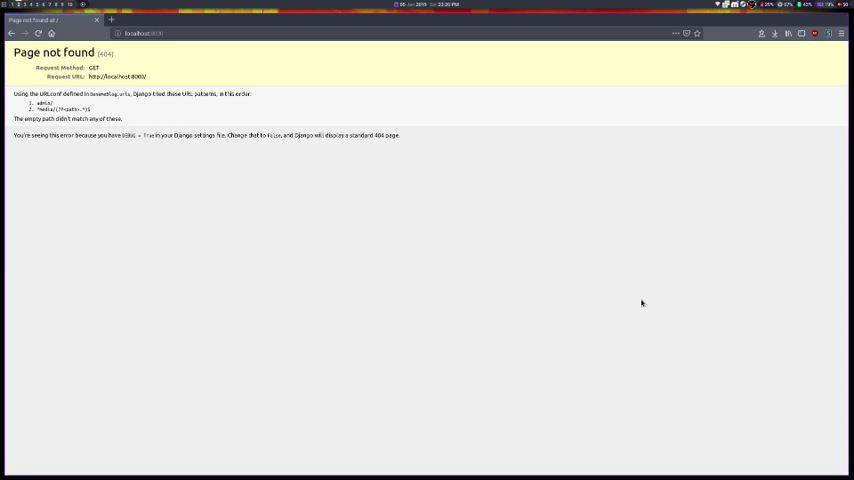 Page not found at /
localhost:8000
Page not found (404)
Request Method: GET
Request URL: http://localhost:8000/
Using the URLconf defined in, Django tried these URL patterns, in this order:
1. admin/
2. ^media/(?P<path>.*)$
The empty path didn't match any of these.
You're seeing this error because you have DEBUG = True in your Django settings file. Change that to False, and Django will display a standard 404 page.